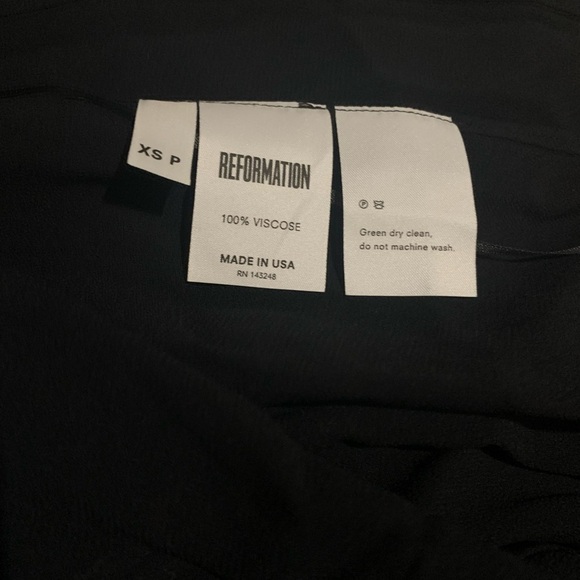 XS P
REFORMATION
100% VISCOSE
MADE IN USA
RN 143248
Green dry clean,
do not machine wash.